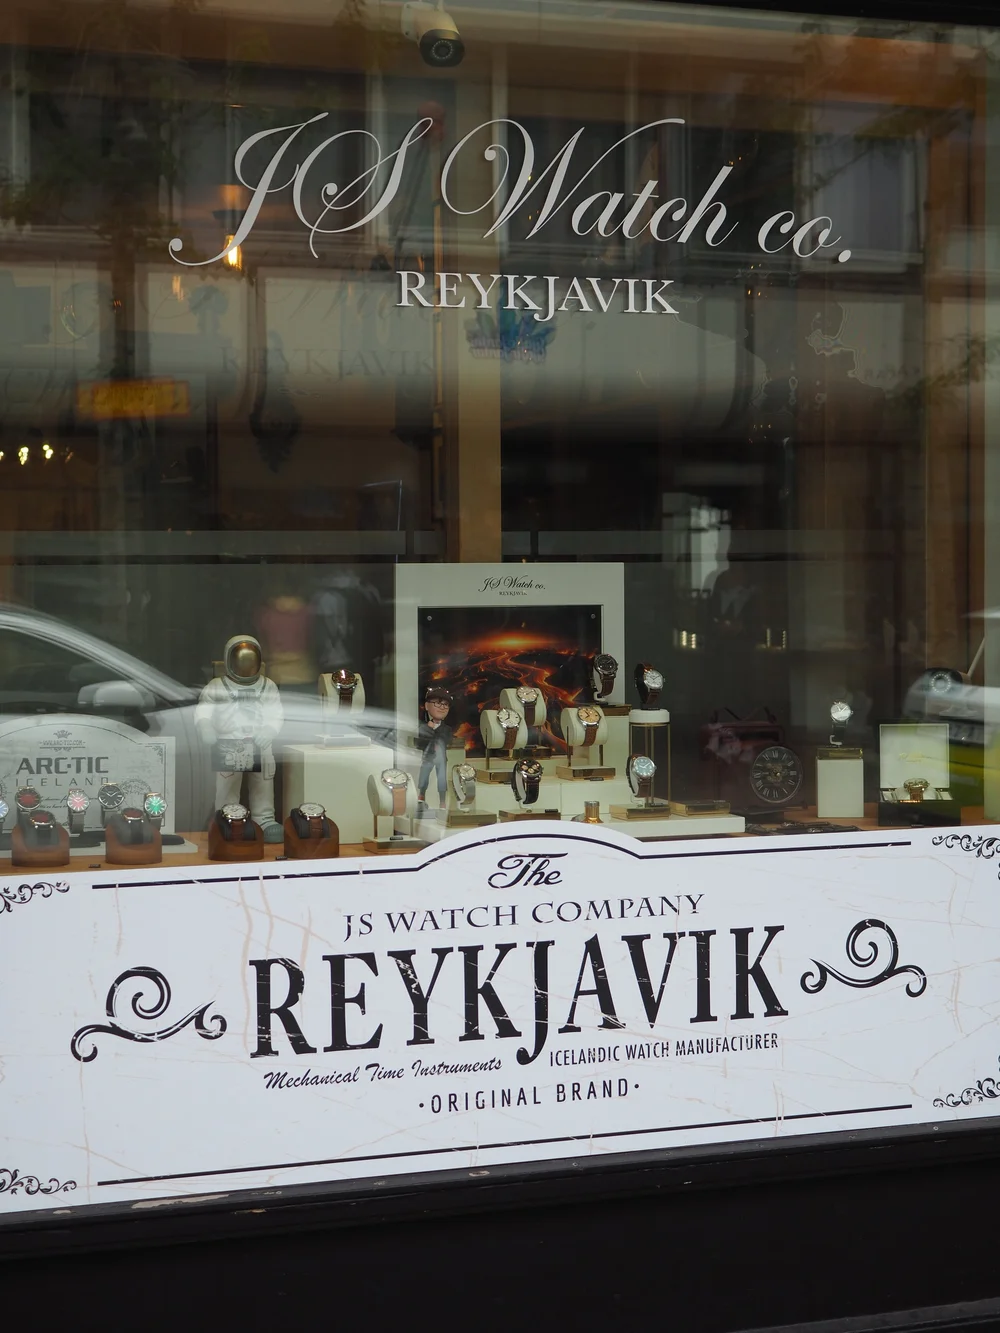 JS Watch co.
REYKJAVIK
JS Watch co.
REYKJAVIK
ARC-TIC
ICELAND
The
JS WATCH COMPANY
REYKJAVIK
Mechanical Time Instruments
ICELANDIC WATCH MANUFACTURER
·ORIGINAL BRAND·